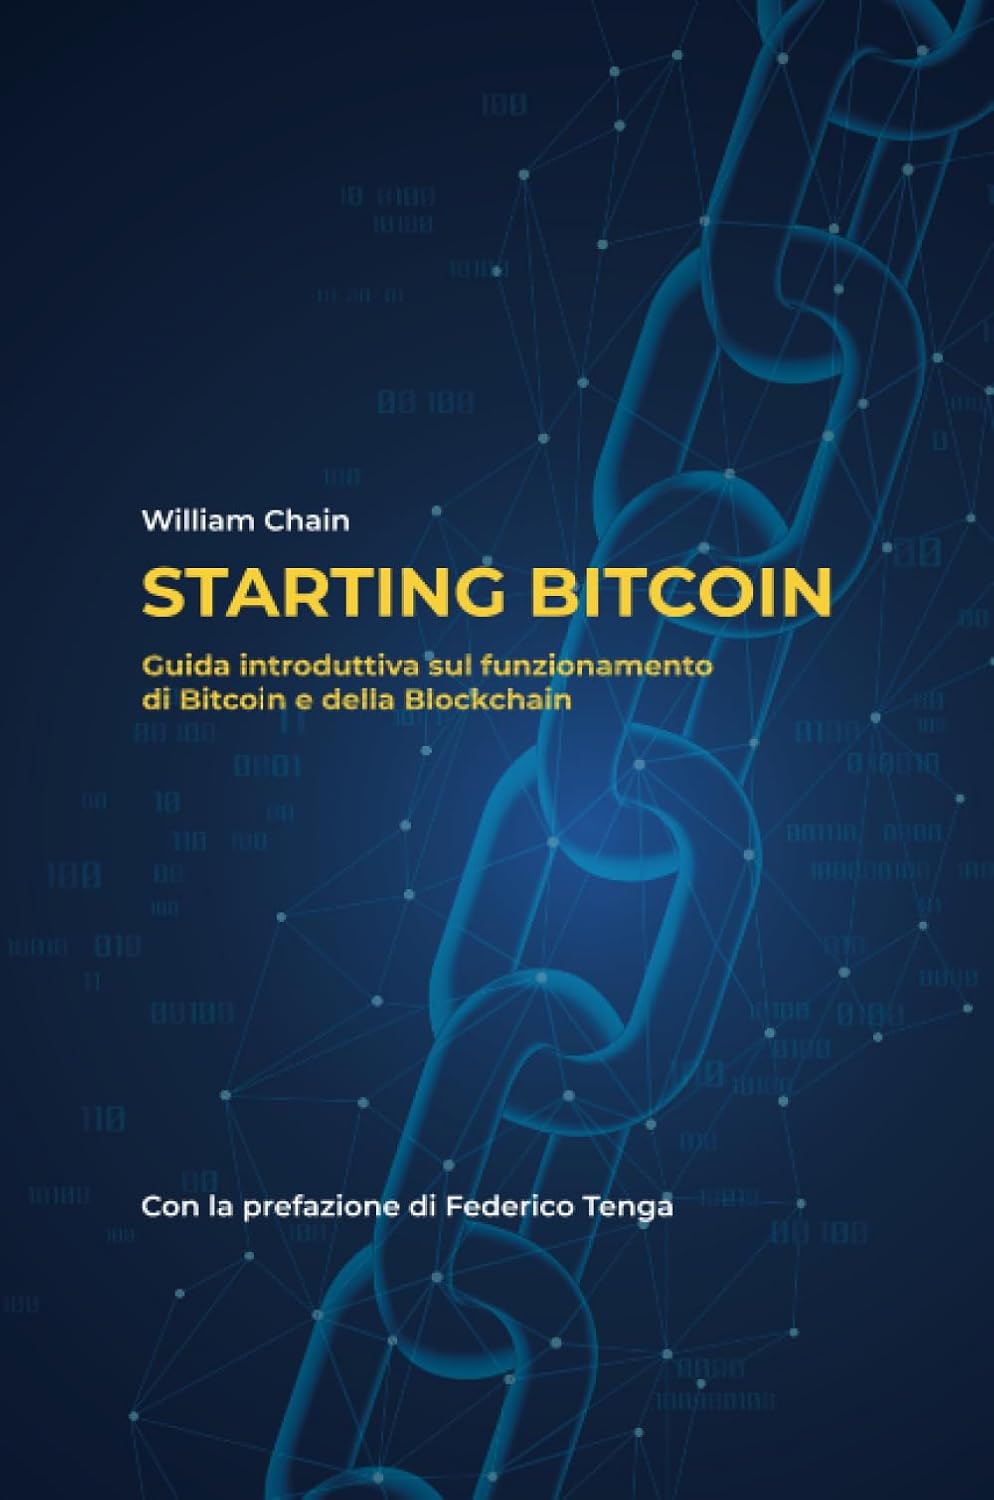 William Chain
STARTING BITCOIN
Guida introduttiva sul funzionamento
di Bitcoin e della Blockchain
Con la prefazione di Federico Tenga